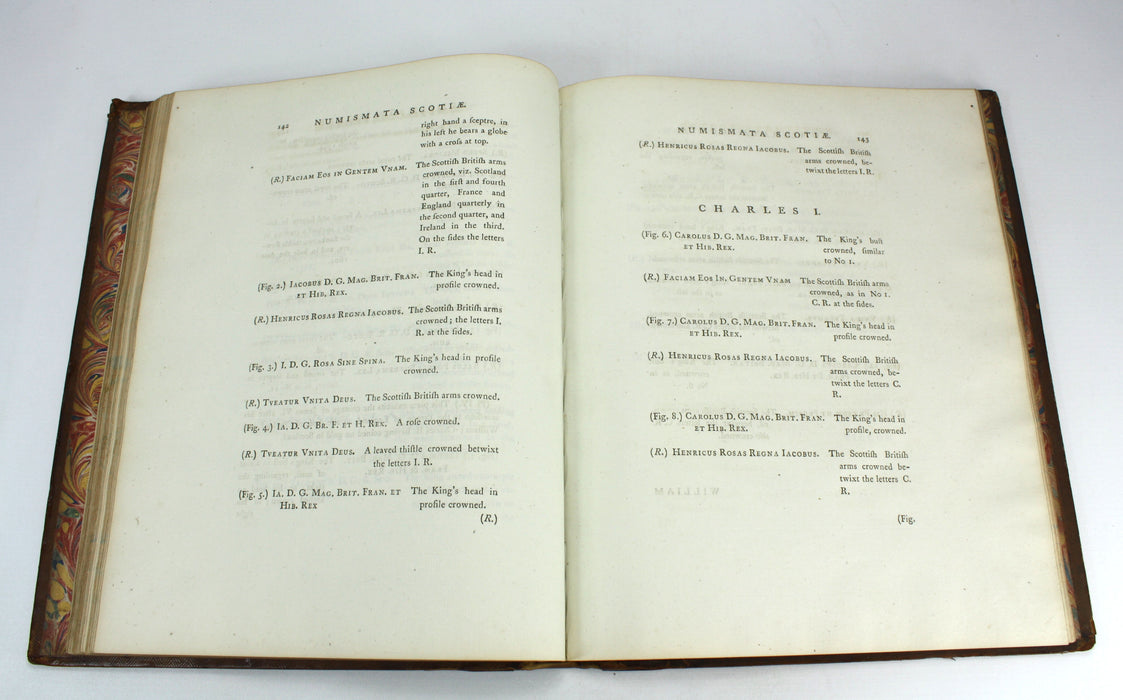 142 NUMISMATA SCOTIÆ.
right hand a ſceptre, in
his left he bears a globe
with a croſs at top.
(R.) FACIAM EOS IN GENTEM VNAM. The Scottiſh Britiſh arms
crowned, viz. Scotland
in the firſt and fourth
quarter, France and
England quarterly in
the ſecond quarter, and
Ireland in the third.
On the ſides the letters
I. R.
(Fig. 2.) IACOBUS D. G. MAG. BRIT. FRAN. The King's head in
ET HIB. REX. profile crowned.
(R.) HENRICUS ROSAS REGNA IACOBUS. The Scottiſh Britiſh arms
crowned; the letters I.
R. at the ſides.
(Fig. 3.) I. D. G. ROSA SINE SPINA. The King's head in profile
crowned.
(R.) TVEATUR VNITA DEUS. The Scottiſh Britiſh arms crowned.
(Fig. 4.) IA. D. G. BR. F. ET H. REX. A roſe crowned.
(R.) TVEATUR VNITA DEUS. A leaved thiſtle crowned betwixt
the letters I. R.
(Fig. 5.) IA. D. G. MAG. BRIT. FRAN. ET The King's head in
HIB. REX profile crowned.
(R.)
NUMISMATA SCOTIÆ. 143
(R.) HENRICUS ROSAS REGNA IACOBUS. The Scottiſh Britiſh
arms crowned, be-
twixt the letters I. R.
CHARLES I.
(Fig. 6.) CAROLUS D. G. MAG. BRIT. FRAN. The King's buſt
ET HIB. REX. crowned, ſimilar
to No 1.
(R.) FACIAM EOS IN GENTEM VNAM The Scottiſh Britiſh arms
crowned, as in No 1.
C. R. at the ſides.
(Fig. 7.) CAROLUS D. G. MAG. BRIT. FRAN. The King's head in
ET HIB. REX. profile crowned.
(R.) HENRICUS ROSAS REGNA IACOBUS. The Scottiſh Britiſh
arms crowned, be-
twixt the letters C.
R.
(Fig. 8.) CAROLUS D. G. MAG. BRIT. FRAN. The King's head in
ET HIB. REX. profile, crowned.
(R.) HENRICUS ROSAS REGNA IACOBUS. The Scottiſh Britiſh
arms crowned be-
twixt the letters C.
R.
(Fig.